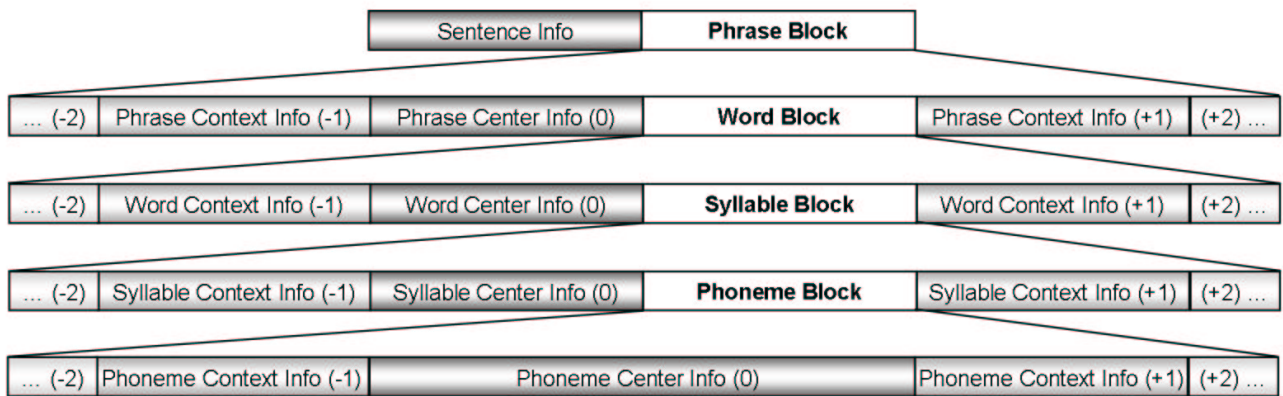 Sentence Info Phrase Block
... (-2) Phrase Context Info (-1) Phrase Center Info (0) Word Block Phrase Context Info (+1) (+2) ...
... (-2) Word Context Info (-1) Word Center Info (0) Syllable Block Word Context Info (+1) (+2) ...
... (-2) Syllable Context Info (-1) Syllable Center Info (0) Phoneme Block Syllable Context Info (+1) (+2) ...
... (-2) Phoneme Context Info (-1) Phoneme Center Info (0) Phoneme Context Info (+1) (+2) ...